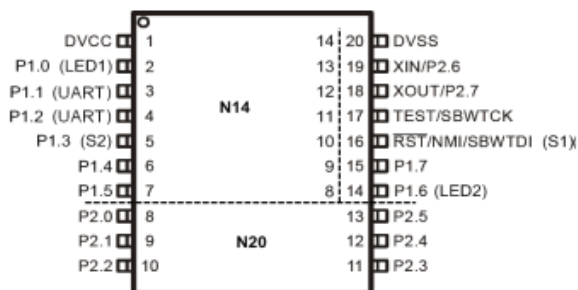 DVCC 1 14 20 DVSS
P1.0 (LED1) 2 13 19 XIN/P2.6
P1.1 (UART) 3 12 18 XOUT/P2.7
P1.2 (UART) 4 N14 11 17 TEST/SBWTCK
P1.3 (S2) 5 10 16 RST/NMI/SBWTDI (S1)
P1.4 6 9 15 P1.7
P1.5 7 8 14 P1.6 (LED2)
P2.0 8 13 P2.5
P2.1 9 N20 12 P2.4
P2.2 10 11 P2.3